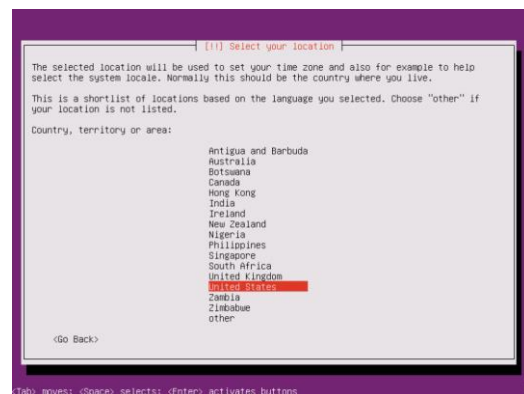 [!!] Select your location
The selected location will be used to set your time zone and also for example to help
select the system locale. Normally this should be the country where you live.
This is a shortlist of locations based on the language you selected. Choose "other" if
your location is not listed.
Country, territory or area:
Antigua and Barbuda
Australia
Botswana
Canada
Hong Kong
India
Ireland
New Zealand
Nigeria
Philippines
Singapore
South Africa
United Kingdom
United States
Zambia
Zimbabwe
other
<Go Back>
<Tab> moves; <Space> selects; <Enter> activates buttons